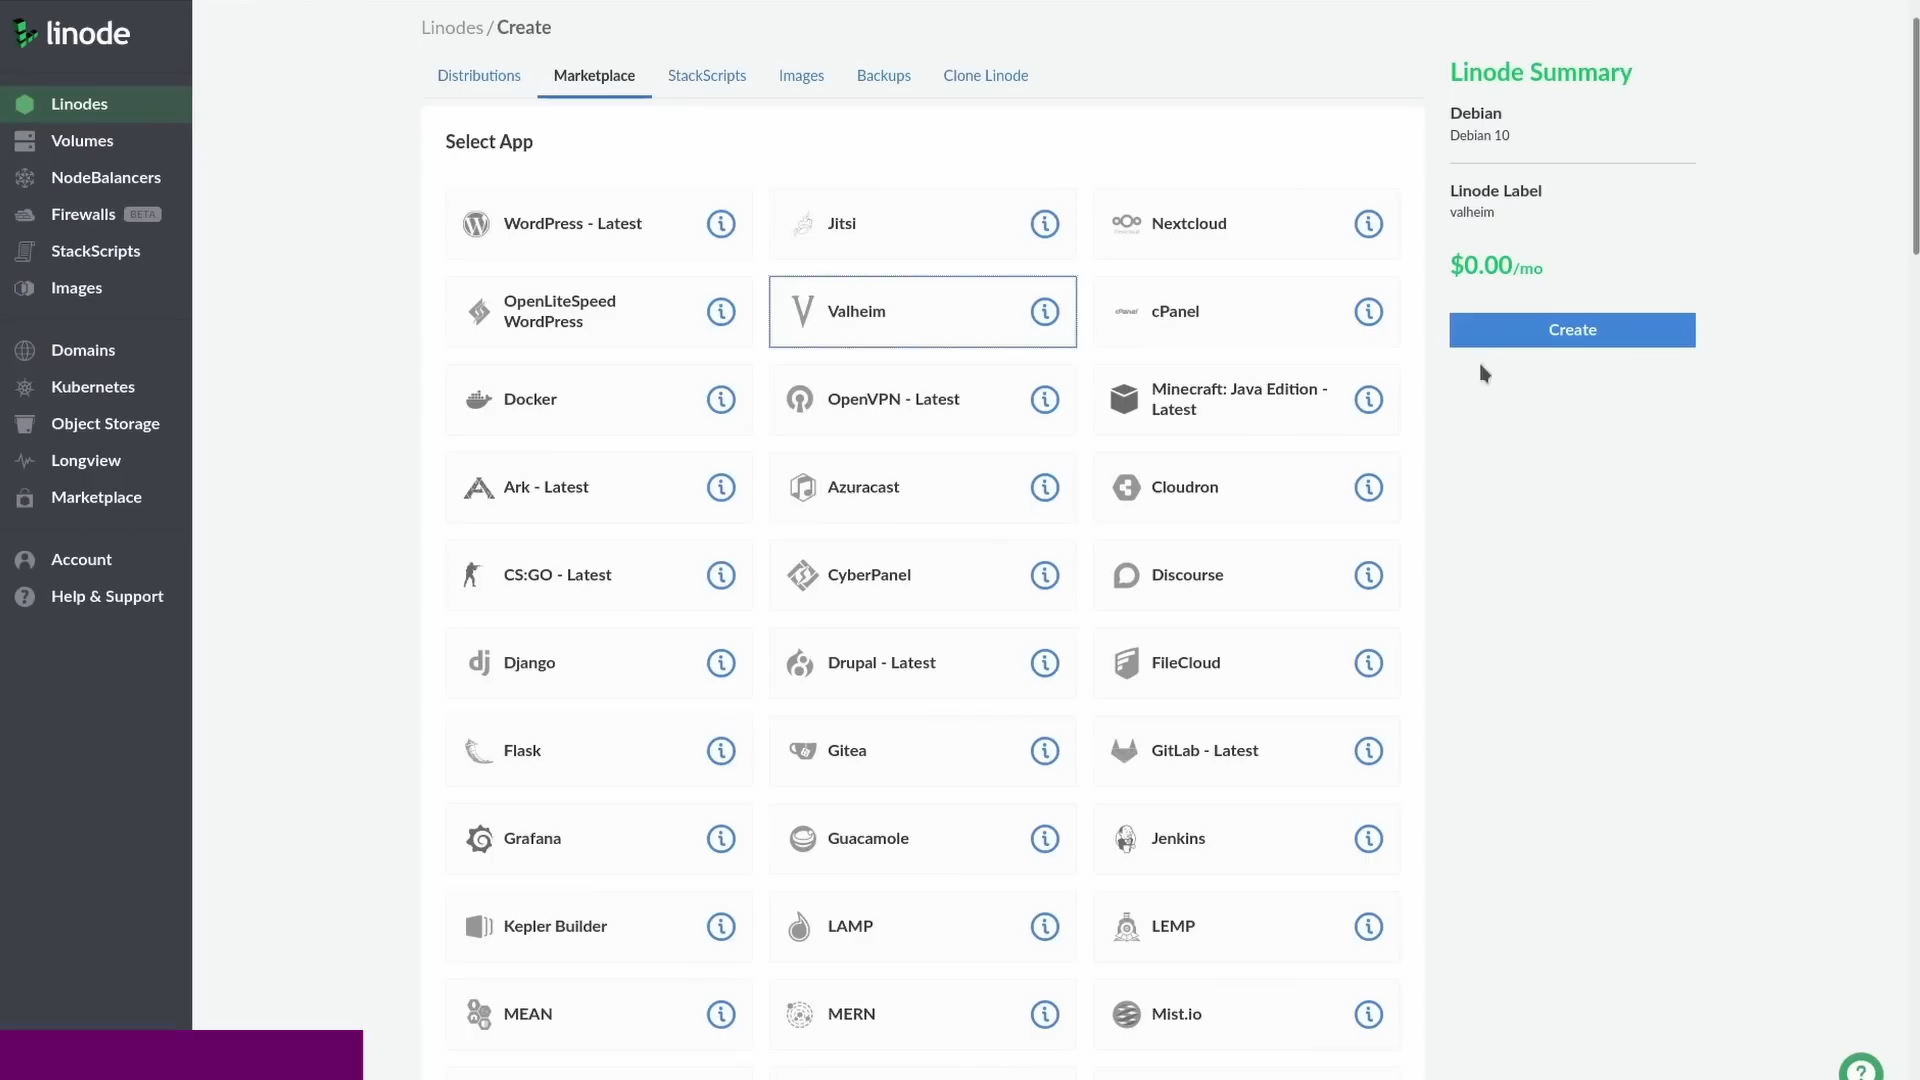 linode
Linodes
Volumes
NodeBalancers
Firewalls BETA
StackScripts
Images
Domains
Kubernetes
Object Storage
Longview
Marketplace
Account
Help & Support
Linodes / Create
Distributions Marketplace StackScripts Images Backups Clone Linode
Select App
WordPress - Latest
Jitsi
Nextcloud
OpenLiteSpeed
WordPress
Valheim
cPanel
Docker
OpenVPN - Latest
Minecraft: Java Edition -
Latest
Ark - Latest
Azuracast
Cloudron
CS:GO - Latest
CyberPanel
Discourse
Django
Drupal - Latest
FileCloud
Flask
Gitea
GitLab - Latest
Grafana
Guacamole
Jenkins
Kepler Builder
LAMP
LEMP
MEAN
MERN
Mist.io
Linode Summary
Debian
Debian 10
Linode Label
valheim
$0.00/mo
Create